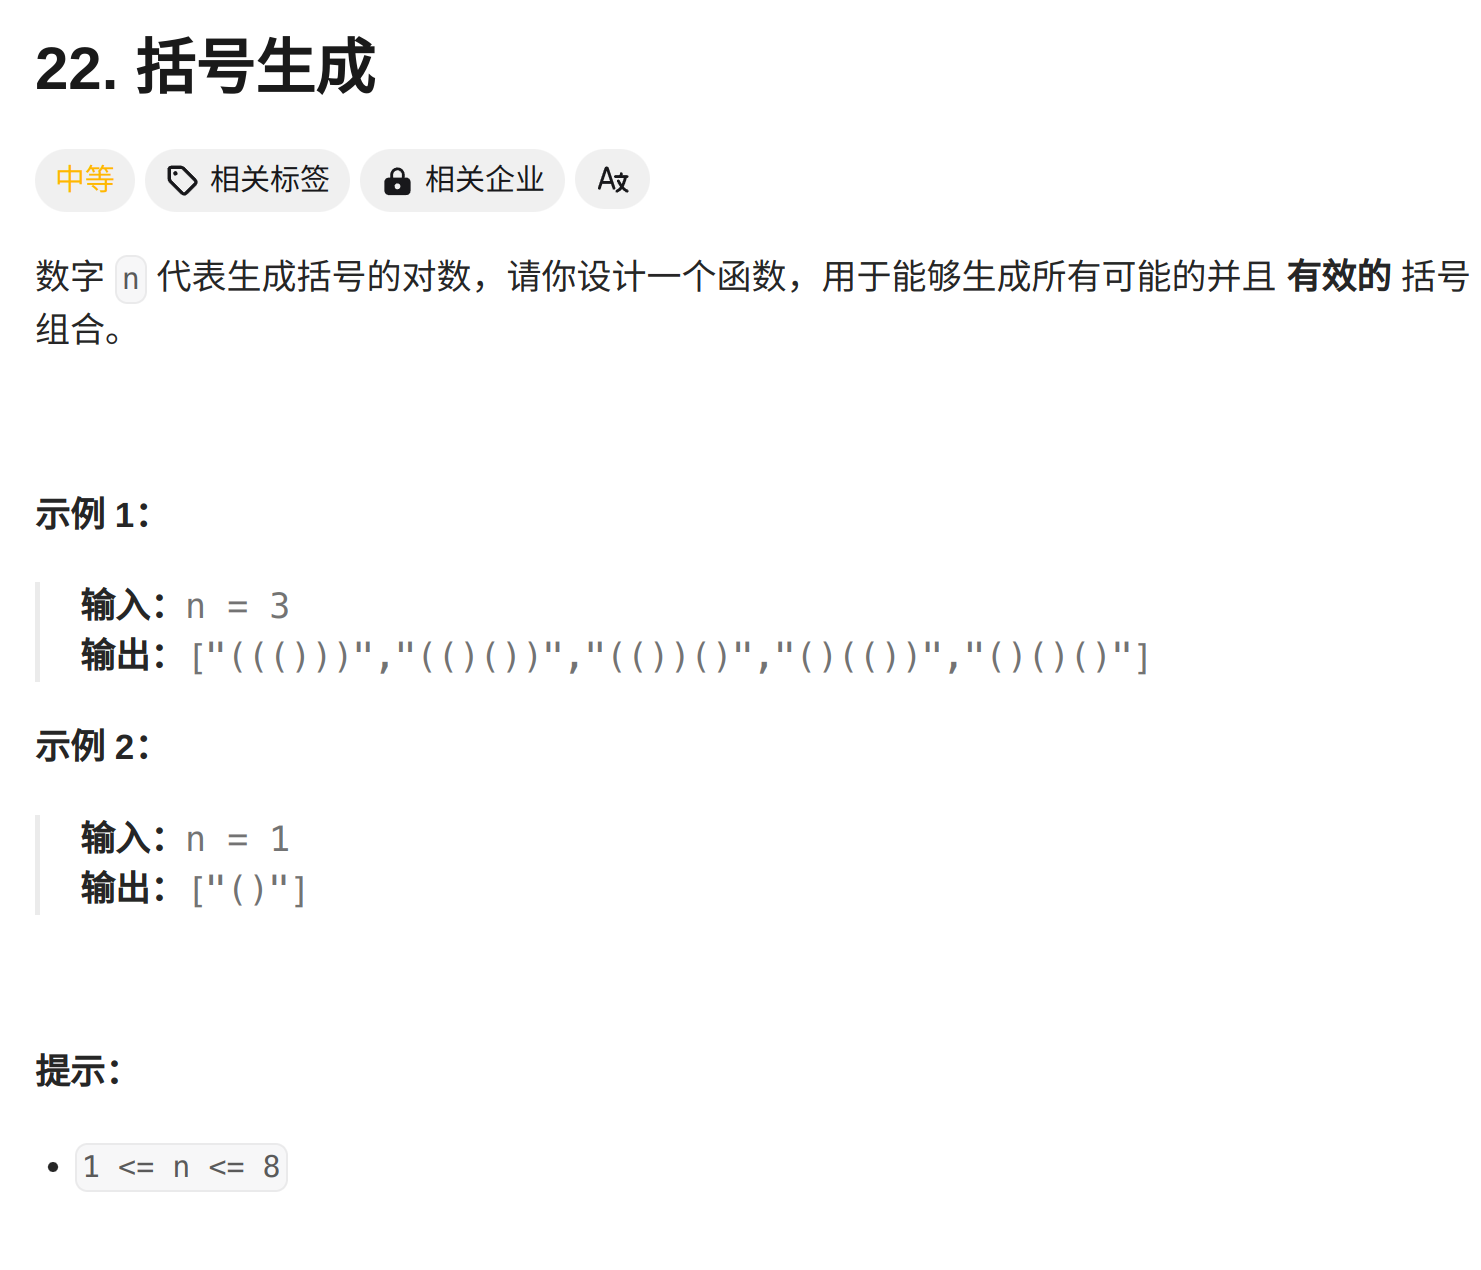 22. 括号生成
中等 相关标签 相关企业
数字 n 代表生成括号的对数，请你设计一个函数，用于能够生成所有可能的并且 有效的 括号
组合。
示例 1：
输入：n = 3
输出：["((()))","(()())","(())()","()(())","()()()"]
示例 2：
输入：n = 1
输出：["()"]
提示：
• 1 <= n <= 8